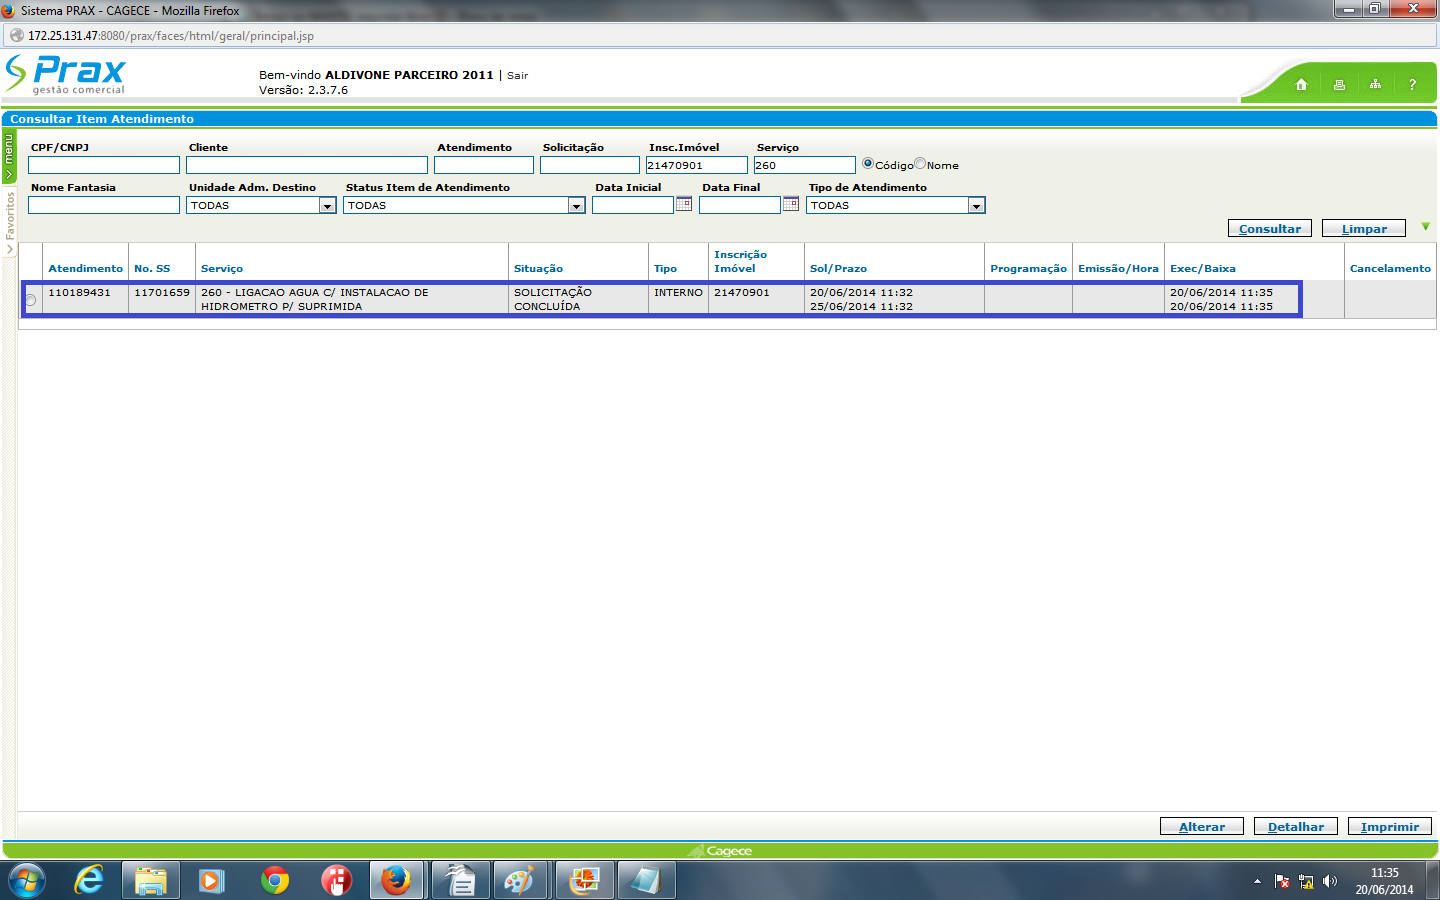 Sistema PRAX - CAGECE - Mozilla Firefox
172.25.131.47:8080/prax/faces/html/geral/principal.jsp
Prax
gestão comercial
Bem-vindo ALDIVONE PARCEIRO 2011 | Sair
Versão: 2.3.7.6
?
Consultar Item Atendimento
menu
Favoritos
CPF/CNPJ Cliente Atendimento Solicitação Insc.Imóvel Serviço
21470901 260 Código Nome
Nome Fantasia Unidade Adm. Destino Status Item de Atendimento Data Inicial Data Final Tipo de Atendimento
TODAS TODAS TODAS
Consultar Limpar
Atendimento No. SS Serviço Situação Tipo Inscrição Imóvel Sol/Prazo Programação Emissão/Hora Exec/Baixa Cancelamento
110189431 11701659 260 - LIGACAO AGUA C/ INSTALACAO DE SOLICITAÇÃO INTERNO 21470901 20/06/2014 11:32 20/06/2014 11:35
HIDROMETRO P/ SUPRIMIDA CONCLUÍDA 25/06/2014 11:32 20/06/2014 11:35
Alterar Detalhar Imprimir
Cagece
11:35
20/06/2014